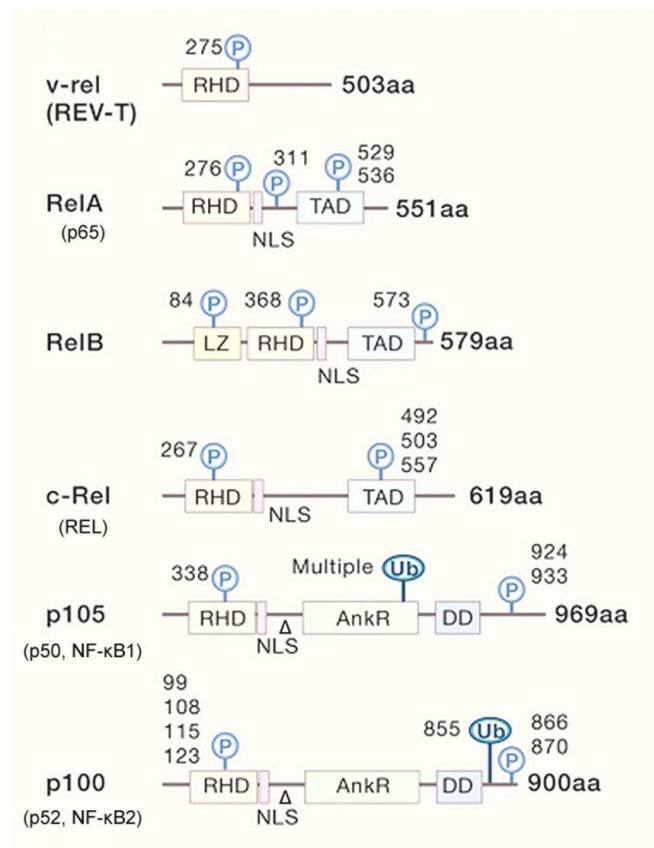 275 P
v-rel RHD 503aa
(REV-T)
276 P 311 P P 529
536
RelA RHD TAD 551aa
(p65) NLS
84 P 368 P 573 P
RelB LZ RHD TAD 579aa
NLS
492
503
267 P P 557
c-Rel RHD TAD 619aa
(REL) NLS
338 P Multiple Ub P 924
933
p105 RHD AnkR DD 969aa
(p50, NF-κB1) NLS Δ
99
108
115
123 P 855 Ub P 866
870
p100 RHD AnkR DD 900aa
(p52, NF-κB2) NLS Δ